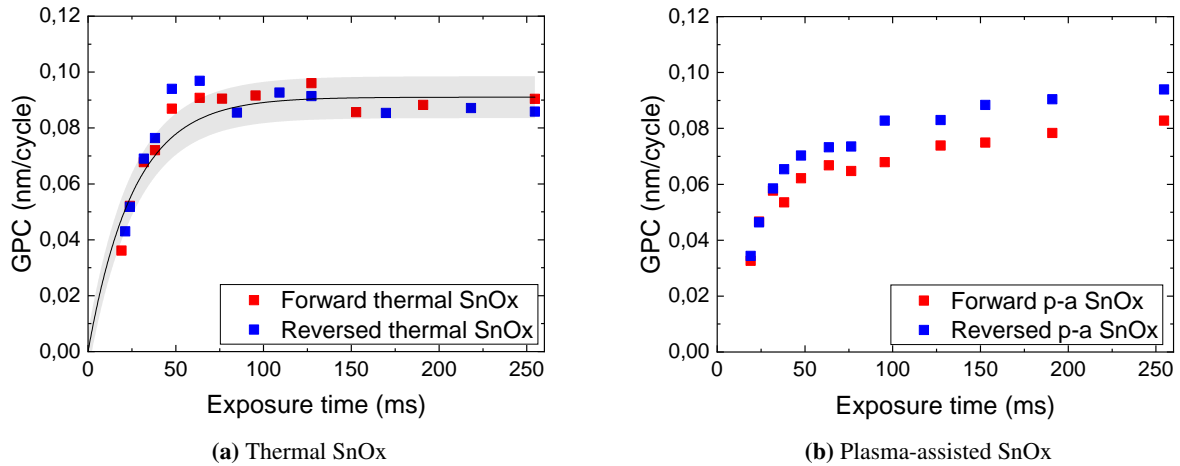 0,12
0,10
0,08
0,06
0,04
0,02
0,00
GPC (nm/cycle)
Forward thermal SnOx
Reversed thermal SnOx
0 50 100 150 200 250
Exposure time (ms)
(a) Thermal SnOx
0,12
0,10
0,08
0,06
0,04
0,02
0,00
GPC (nm/cycle)
Forward p-a SnOx
Reversed p-a SnOx
0 50 100 150 200 250
Exposure time (ms)
(b) Plasma-assisted SnOx